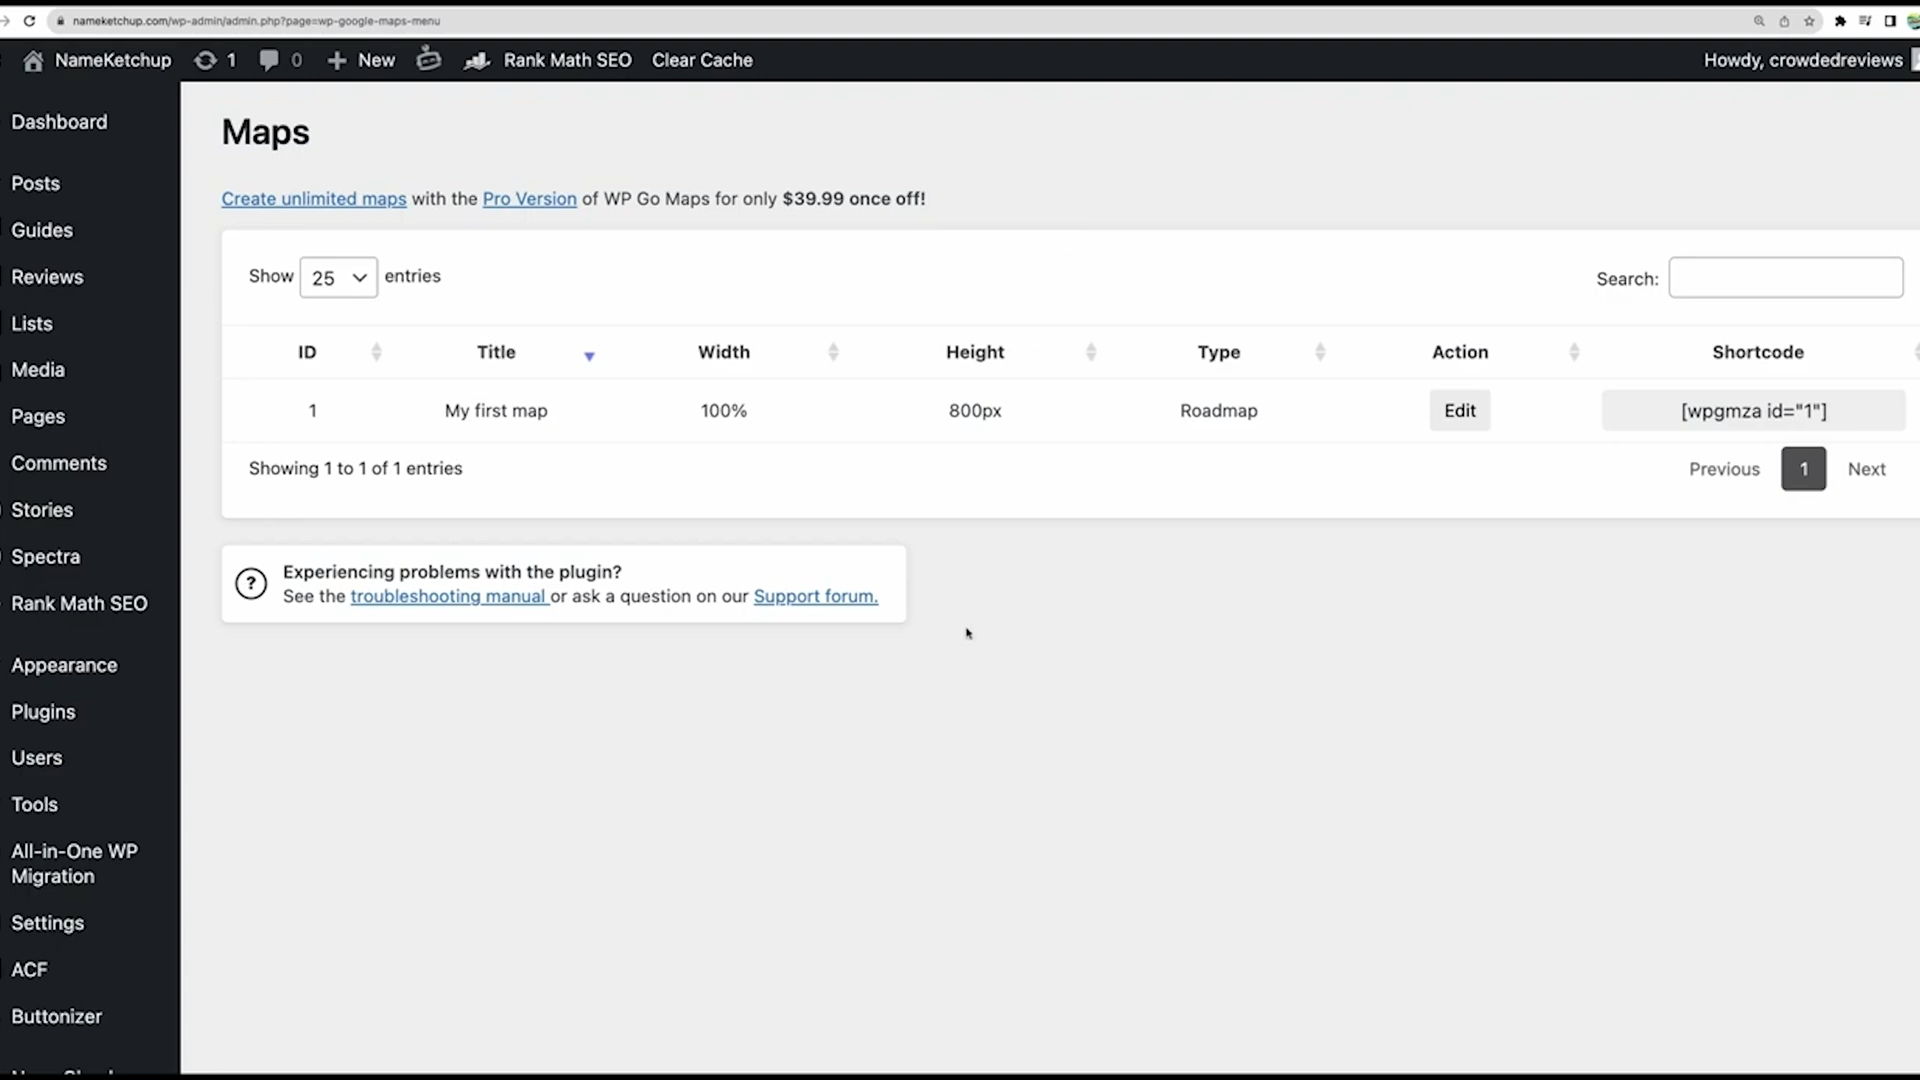 nameketchup.com/wp-admin/admin.php?page=wp-google-maps-menu
NameKetchup 1 0 New Rank Math SEO Clear Cache Howdy, crowdedreviews
Dashboard
Posts
Guides
Reviews
Lists
Media
Pages
Comments
Stories
Spectra
Rank Math SEO
Appearance
Plugins
Users
Tools
All-in-One WP
Migration
Settings
ACF
Buttonizer
Maps
Create unlimited maps with the Pro Version of WP Go Maps for only $39.99 once off!
Show 25 entries Search:
ID Title Width Height Type Action Shortcode
1 My first map 100% 800px Roadmap Edit [wpgmza id="1"]
Showing 1 to 1 of 1 entries Previous 1 Next
? Experiencing problems with the plugin?
See the troubleshooting manual or ask a question on our Support forum.